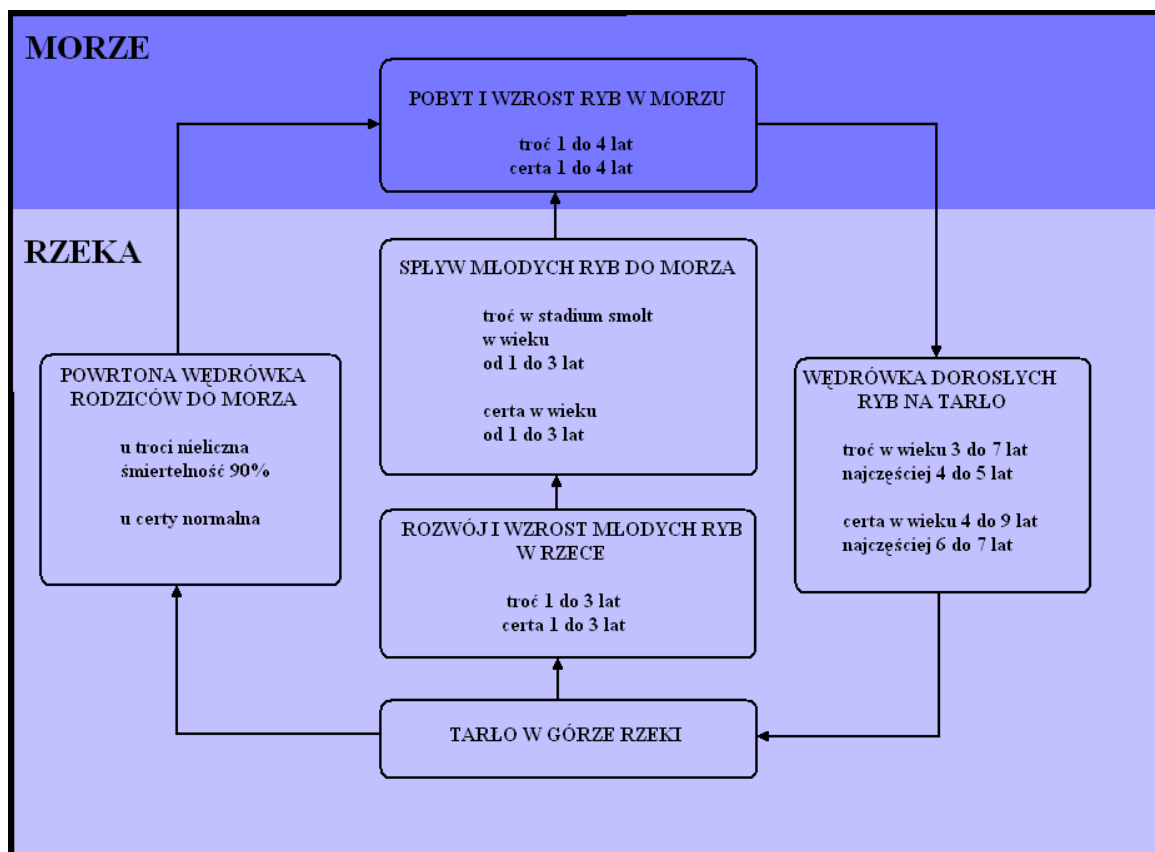 MORZE
POBYT I WZROST RYB W MORZU
troć 1 do 4 lat
certa 1 do 4 lat
RZEKA
SPŁYW MŁODYCH RYB DO MORZA
troć w stadium smolt
w wieku
od 1 do 3 lat
certa w wieku
od 1 do 3 lat
POWRTONA WĘDRÓWKA
RODZICÓW DO MORZA
u troci nieliczna
śmiertelność 90%
u certy normalna
WĘDRÓWKA DOROSŁYCH
RYB NA TARŁO
troć w wieku 3 do 7 lat
najczęściej 4 do 5 lat
certa w wieku 4 do 9 lat
najczęściej 6 do 7 lat
ROZWÓJ I WZROST MŁODYCH RYB
W RZECE
troć 1 do 3 lat
certa 1 do 3 lat
TARŁO W GÓRZE RZEKI